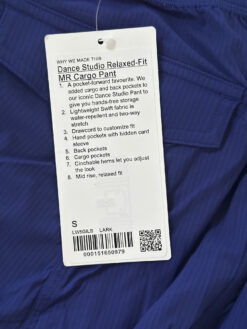 WHY WE MADE THIS
Dance Studio Relaxed-Fit
MR Cargo Pant
1. A pocket-forward favourite. We
added cargo and back pockets to
our iconic Dance Studio Pant to
give you hands-free storage
2. Lightweight Swift fabric is
water-repellent and two-way
stretch
3. Drawcord to customize fit
4. Hand pockets with hidden card
sleeve
5. Back pockets
6. Cargo pockets
7. Cinchable hems let you adjust
the look
8. Mid rise, relaxed fit
S
LARK
000151650979